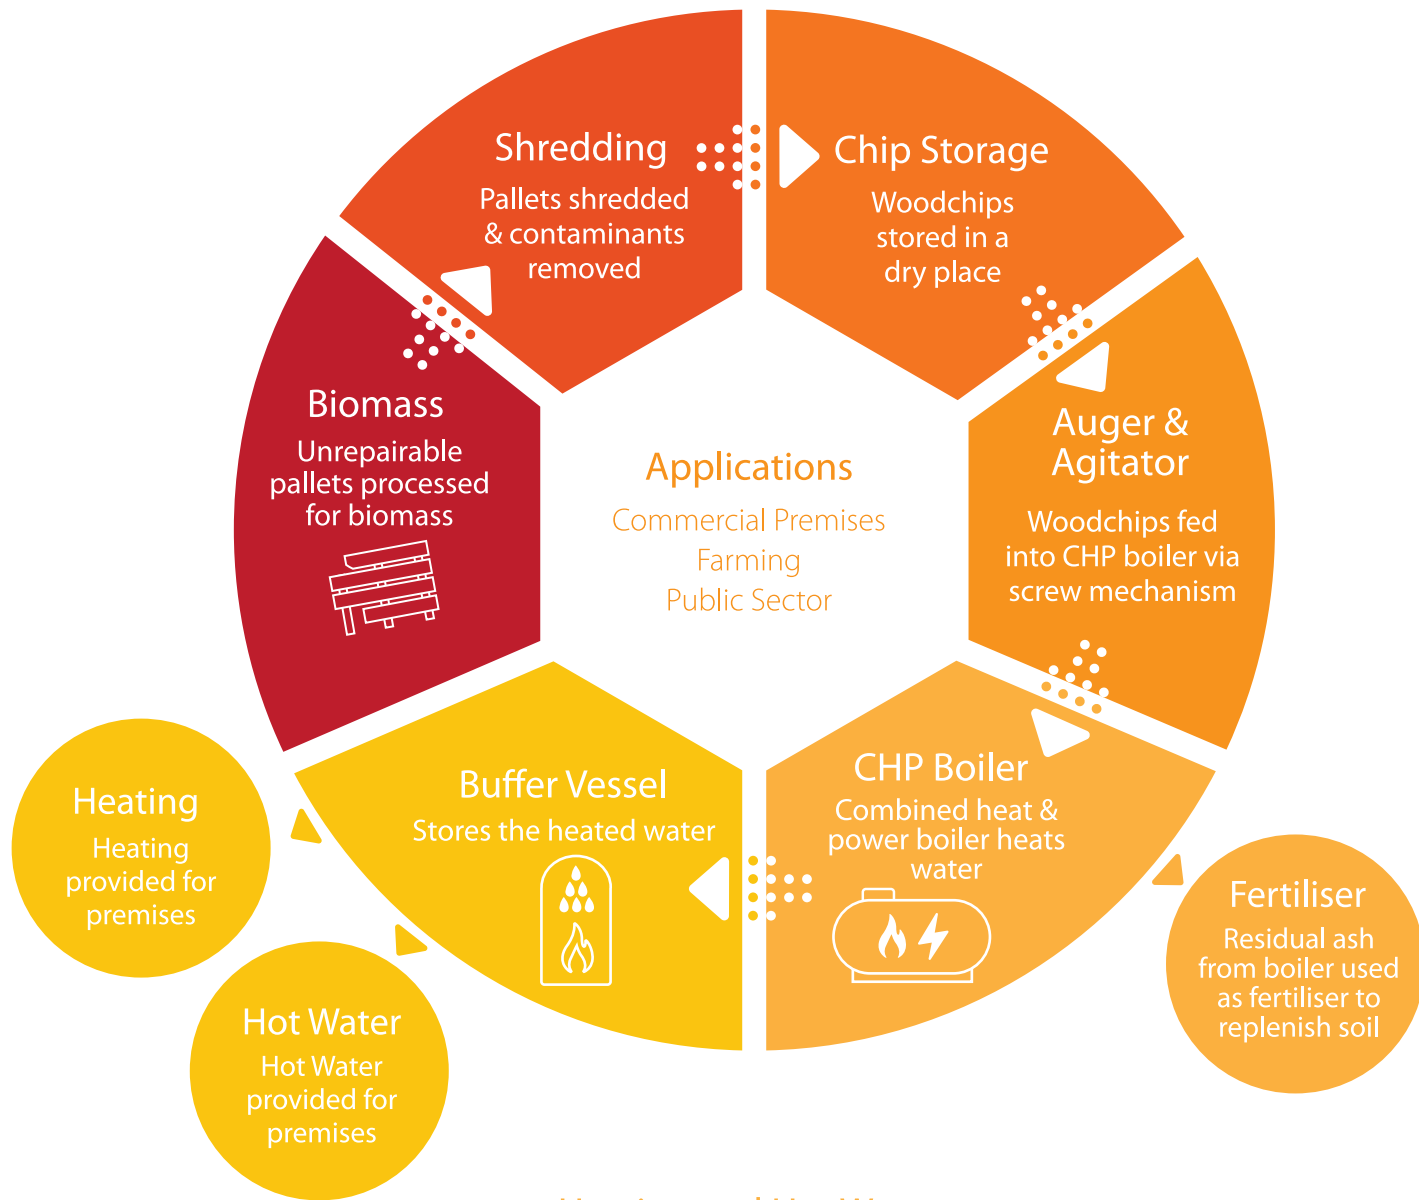 Shredding
Pallets shredded
& contaminants
removed
Chip Storage
Woodchips
stored in a
dry place
Biomass
Unrepairable
pallets processed
for biomass
Applications
Commercial Premises
Farming
Public Sector
Auger &
Agitator
Woodchips fed
into CHP boiler via
screw mechanism
CHP Boiler
Combined heat &
power boiler heats
water
Buffer Vessel
Stores the heated water
Heating
Heating
provided for
premises
Hot Water
Hot Water
provided for
premises
Fertiliser
Residual ash
from boiler used
as fertiliser to
replenish soil